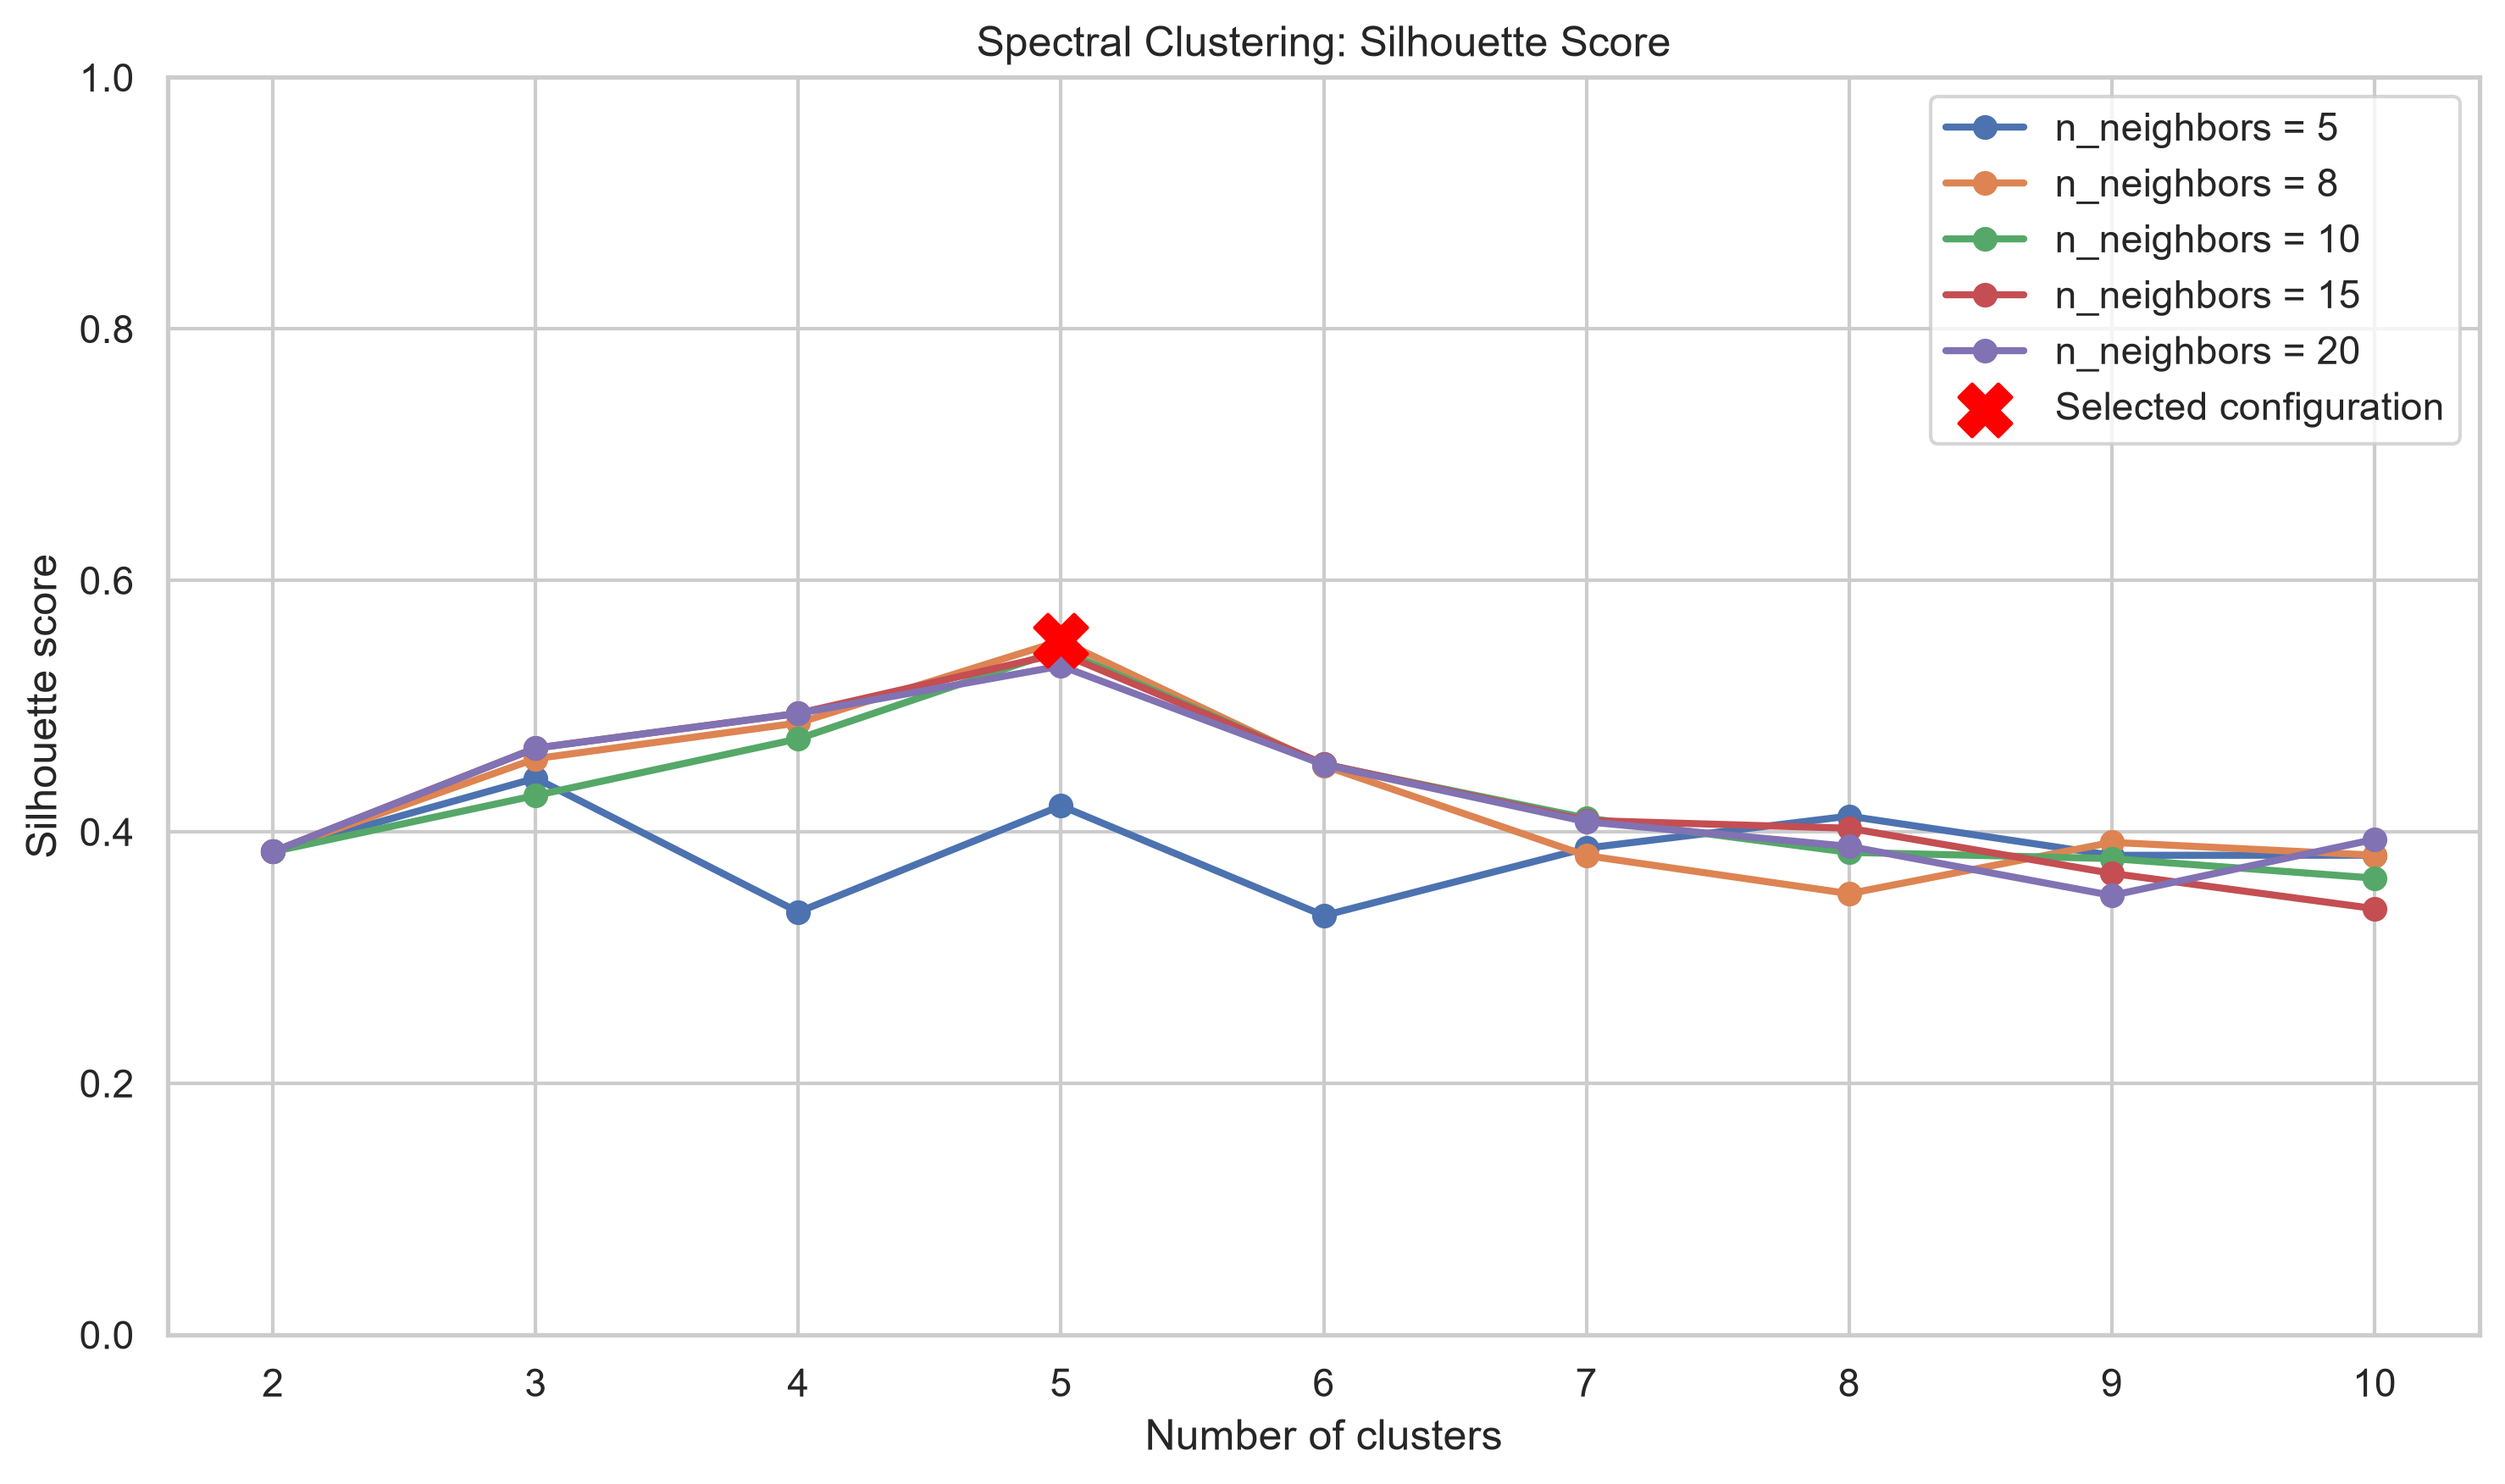 Spectral Clustering: Silhouette Score
1.0
0.8
0.6
0.4
0.2
0.0
Silhouette score
n_neighbors = 5
n_neighbors = 8
n_neighbors = 10
n_neighbors = 15
n_neighbors = 20
Selected configuration
2 3 4 5 6 7 8 9 10
Number of clusters